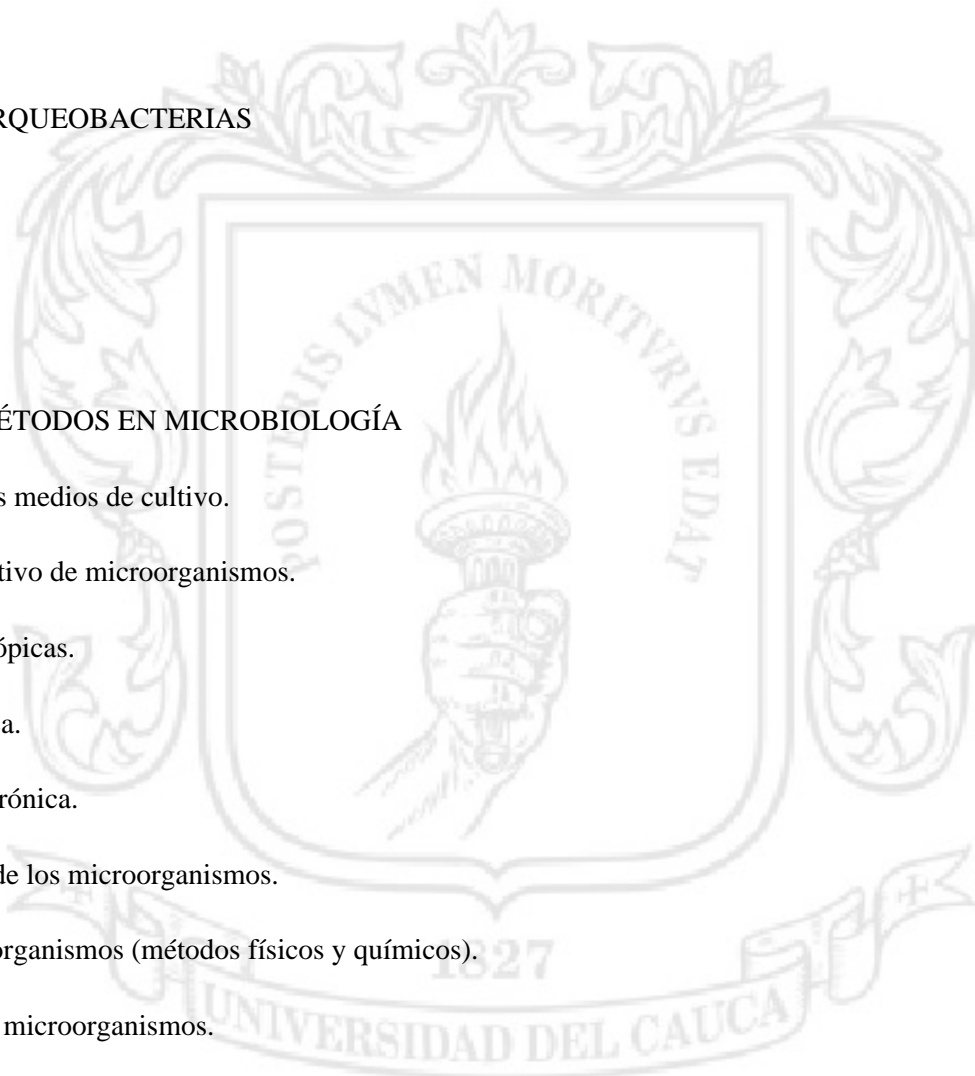 RQUEOBACTERIAS
POSTERIS LVMEN MORITVRVS EDAT
ÉTODOS EN MICROBIOLOGÍA
s medios de cultivo.
tivo de microorganismos.
ópicas.
a.
rónica.
de los microorganismos.
organismos (métodos físicos y químicos).
1827
microorganismos.
UNIVERSIDAD DEL CAUCA